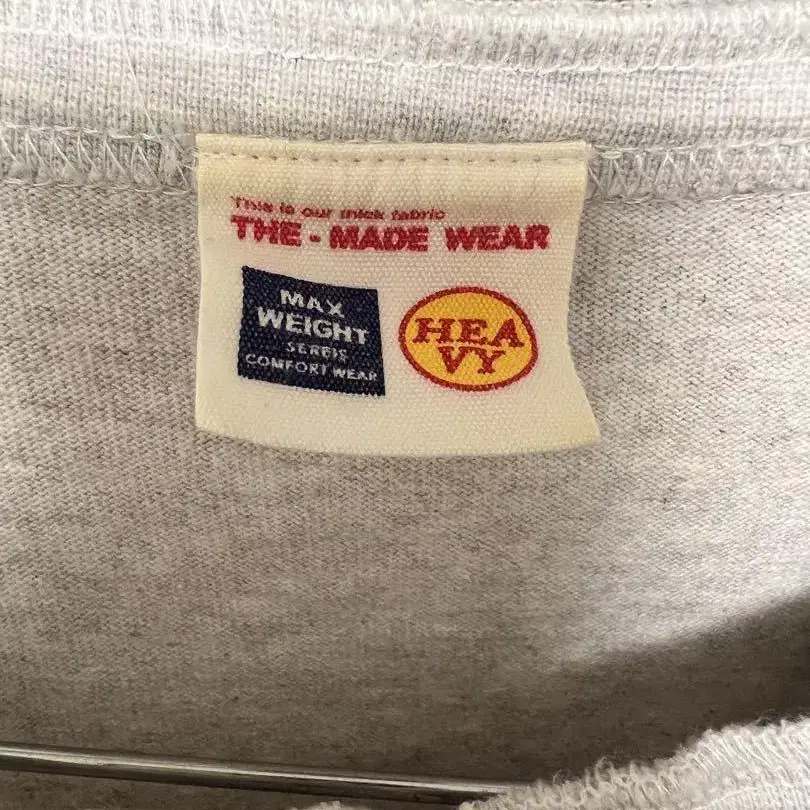 This is our thick fabric
THE - MADE WEAR
MAX
WEIGHT
SEREIS
COMFORT WEAR
HEA
VY